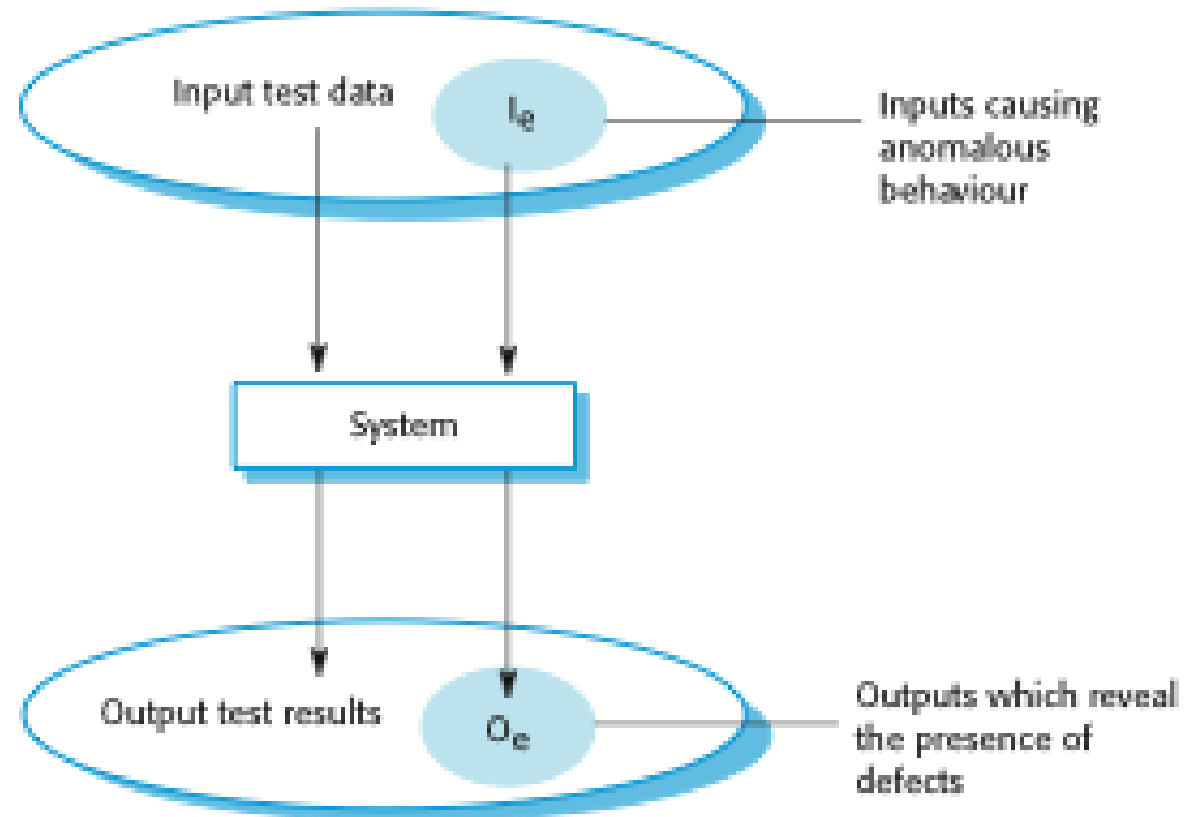 Input test data
Ie
Inputs causing
anomalous
behaviour
System
Output test results
Oe
Outputs which reveal
the presence of
defects